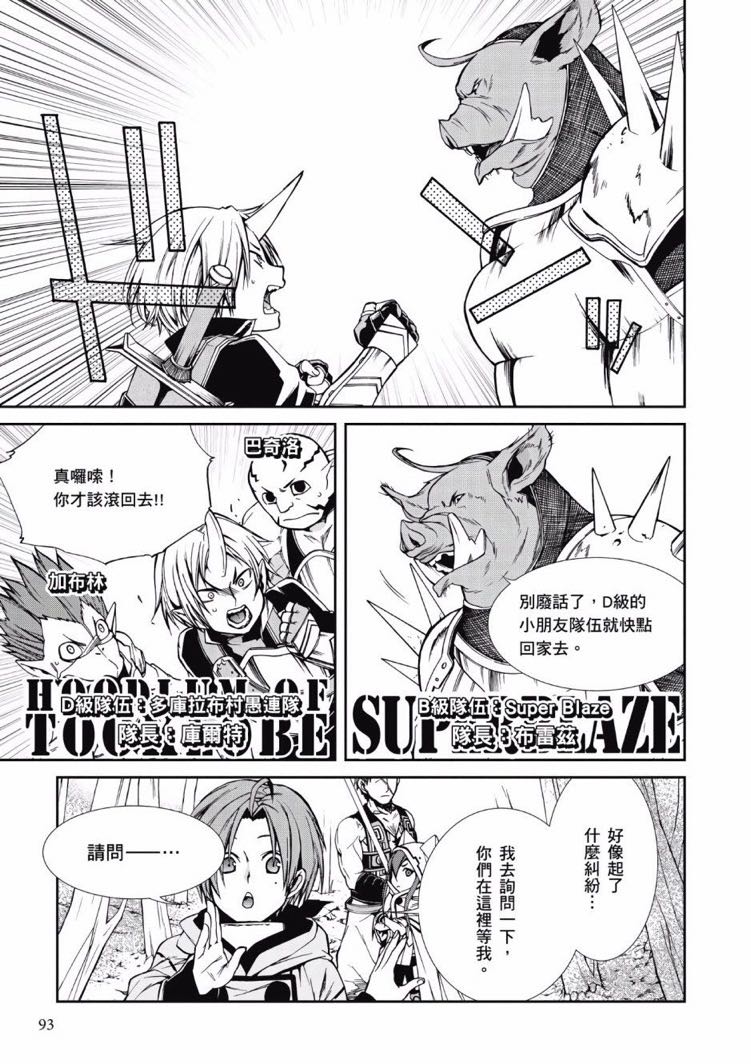 別廢話了，D級的
小朋友隊伍就快點
回家去。
SUPER BLAZE
B級隊伍：Super Blaze
隊長：布雷茲
巴奇洛
真囉嗦！
你才該滾回去!!
加布林
HOODLUM OF
D級隊伍：多庫拉布村愚連隊
隊長：庫爾特
好像起了
什麼糾紛…
我去詢問一下，
你們在這裡等我。
請問——…
93